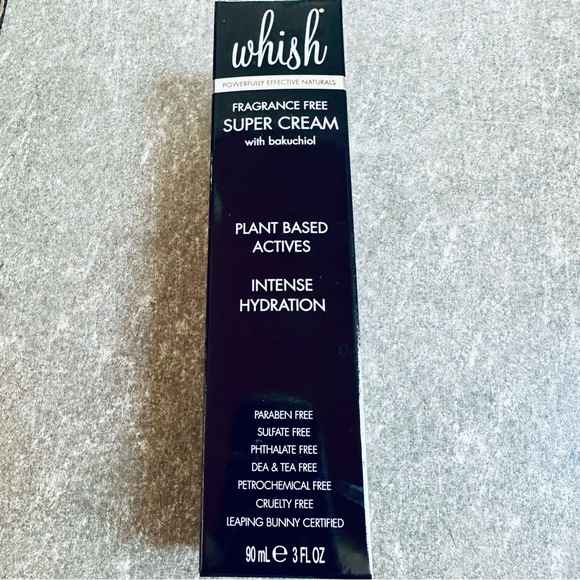 whish
POWERFULLY EFFECTIVE NATURALS
FRAGRANCE FREE
SUPER CREAM
with bakuchiol
PLANT BASED
ACTIVES
INTENSE
HYDRATION
PARABEN FREE
SULFATE FREE
PHTHALATE FREE
DEA & TEA FREE
PETROCHEMICAL FREE
CRUELTY FREE
LEAPING BUNNY CERTIFIED
90 mL ℮ 3 FL OZ